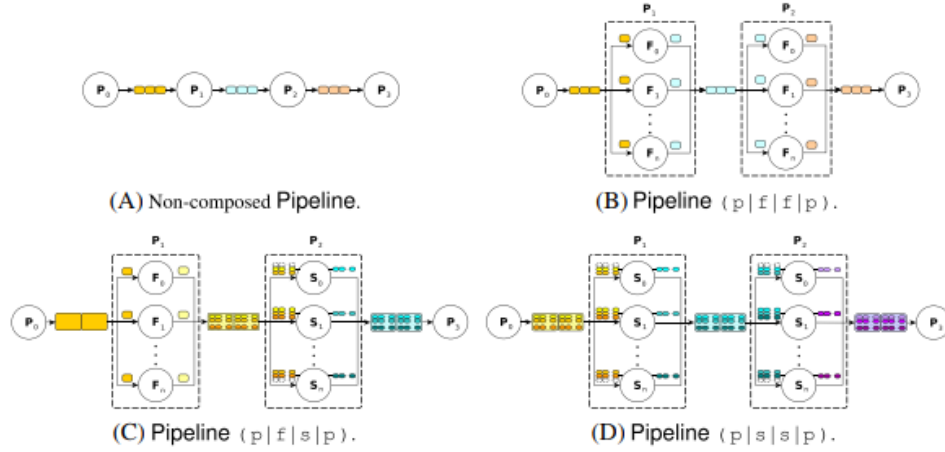 P₁ P₂
F₀ F₀
P₀ P₁ P₂ P₃ P₀ F₁ F₁ P₃
Fₙ Fₙ
(A) Non-composed Pipeline. (B) Pipeline (p|f|f|p).
P₁ P₂ P₁ P₂
F₀ S₀ S₀ S₀
P₀ F₁ S₁ P₃ P₀ S₁ S₁ P₃
Fₙ Sₙ Sₙ Sₙ
(C) Pipeline (p|f|s|p). (D) Pipeline (p|s|s|p).